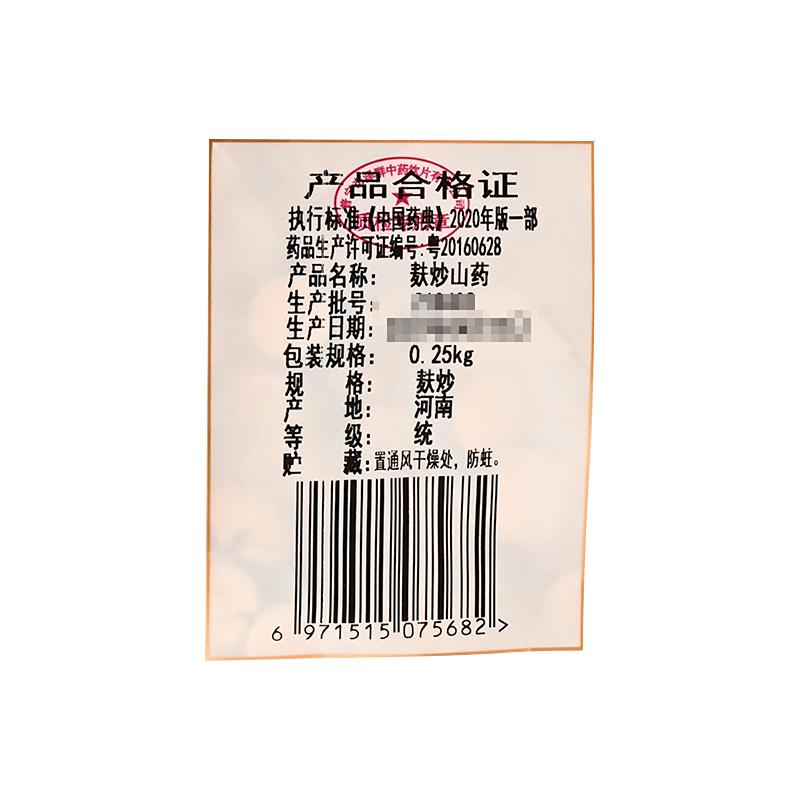 产品合格证
执行标准《中国药典》2020年版一部
药品生产许可证编号:粤20160628
产品名称: 麸炒山药
生产批号:
生产日期:
包装规格: 0.25kg
规格: 麸炒
产地: 河南
等级: 统
贮藏: 置通风干燥处，防蛀。
6 971515 075682 >